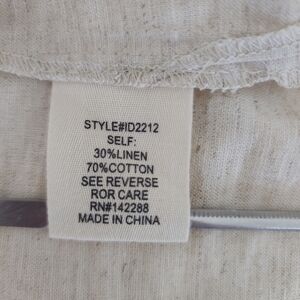 STYLE#ID2212
SELF:
30%LINEN
70%COTTON
SEE REVERSE
ROR CARE
RN#142288
MADE IN CHINA